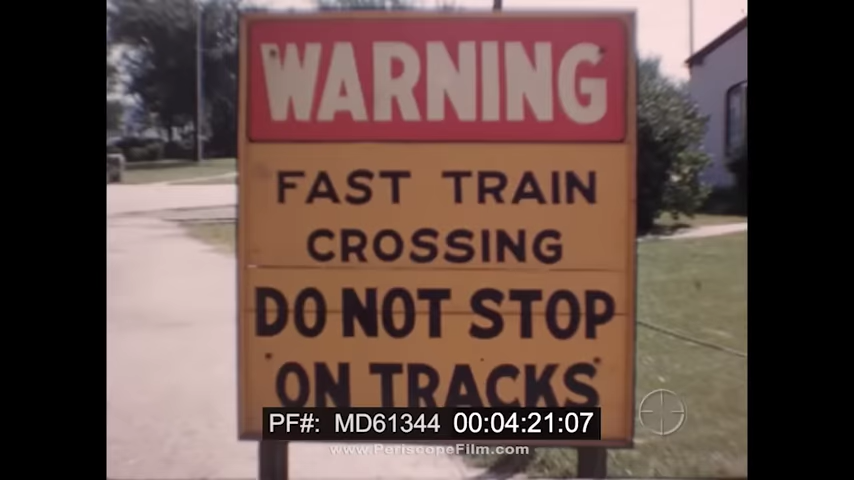 WARNING
FAST TRAIN
CROSSING
DO NOT STOP
ON TRACKS
PF#: MD61344 00:04:21:07
www.PeriscopeFilm.com